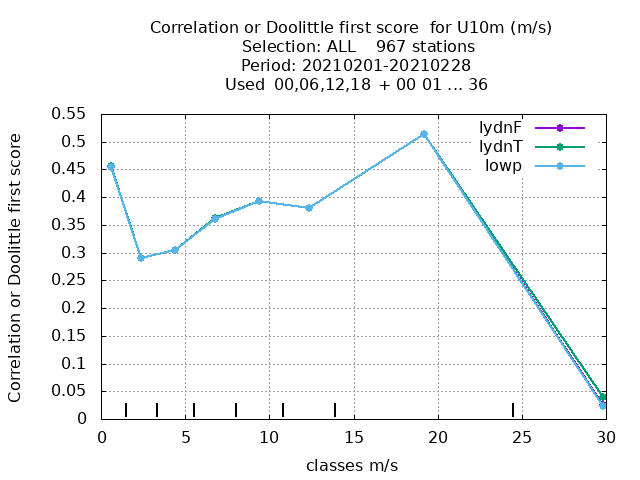 Correlation or Doolittle first score  for U10m (m/s)
Selection: ALL    967 stations
Period: 20210201-20210228
Used  00,06,12,18  + 00 01 ... 36
Correlation or Doolittle first score
0.55
0.5
0.45
0.4
0.35
0.3
0.25
0.2
0.15
0.1
0.05
0
lydnF
lydnT
lowp
0 5 10 15 20 25 30
classes m/s